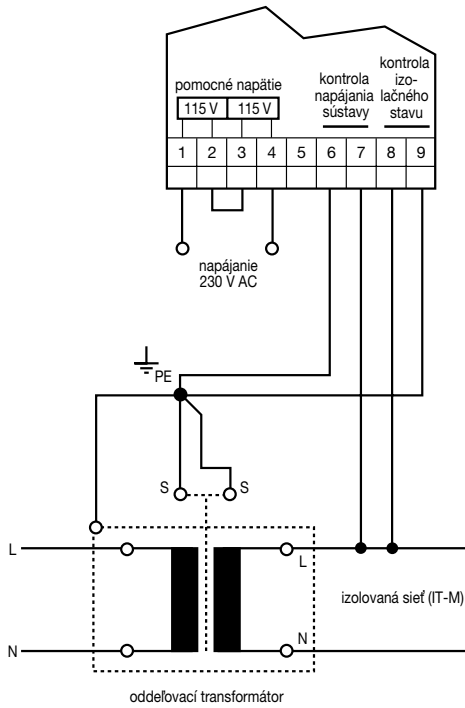 pomocné napätie
115 V 115 V
kontrola
napájania
sústavy
kontrola
izo-
lačného
stavu
1 2 3 4 5 6 7 8 9
napájanie
230 V AC
PE
S S
L
L
izolovaná sieť (IT-M)
N
N
oddeľovací transformátor